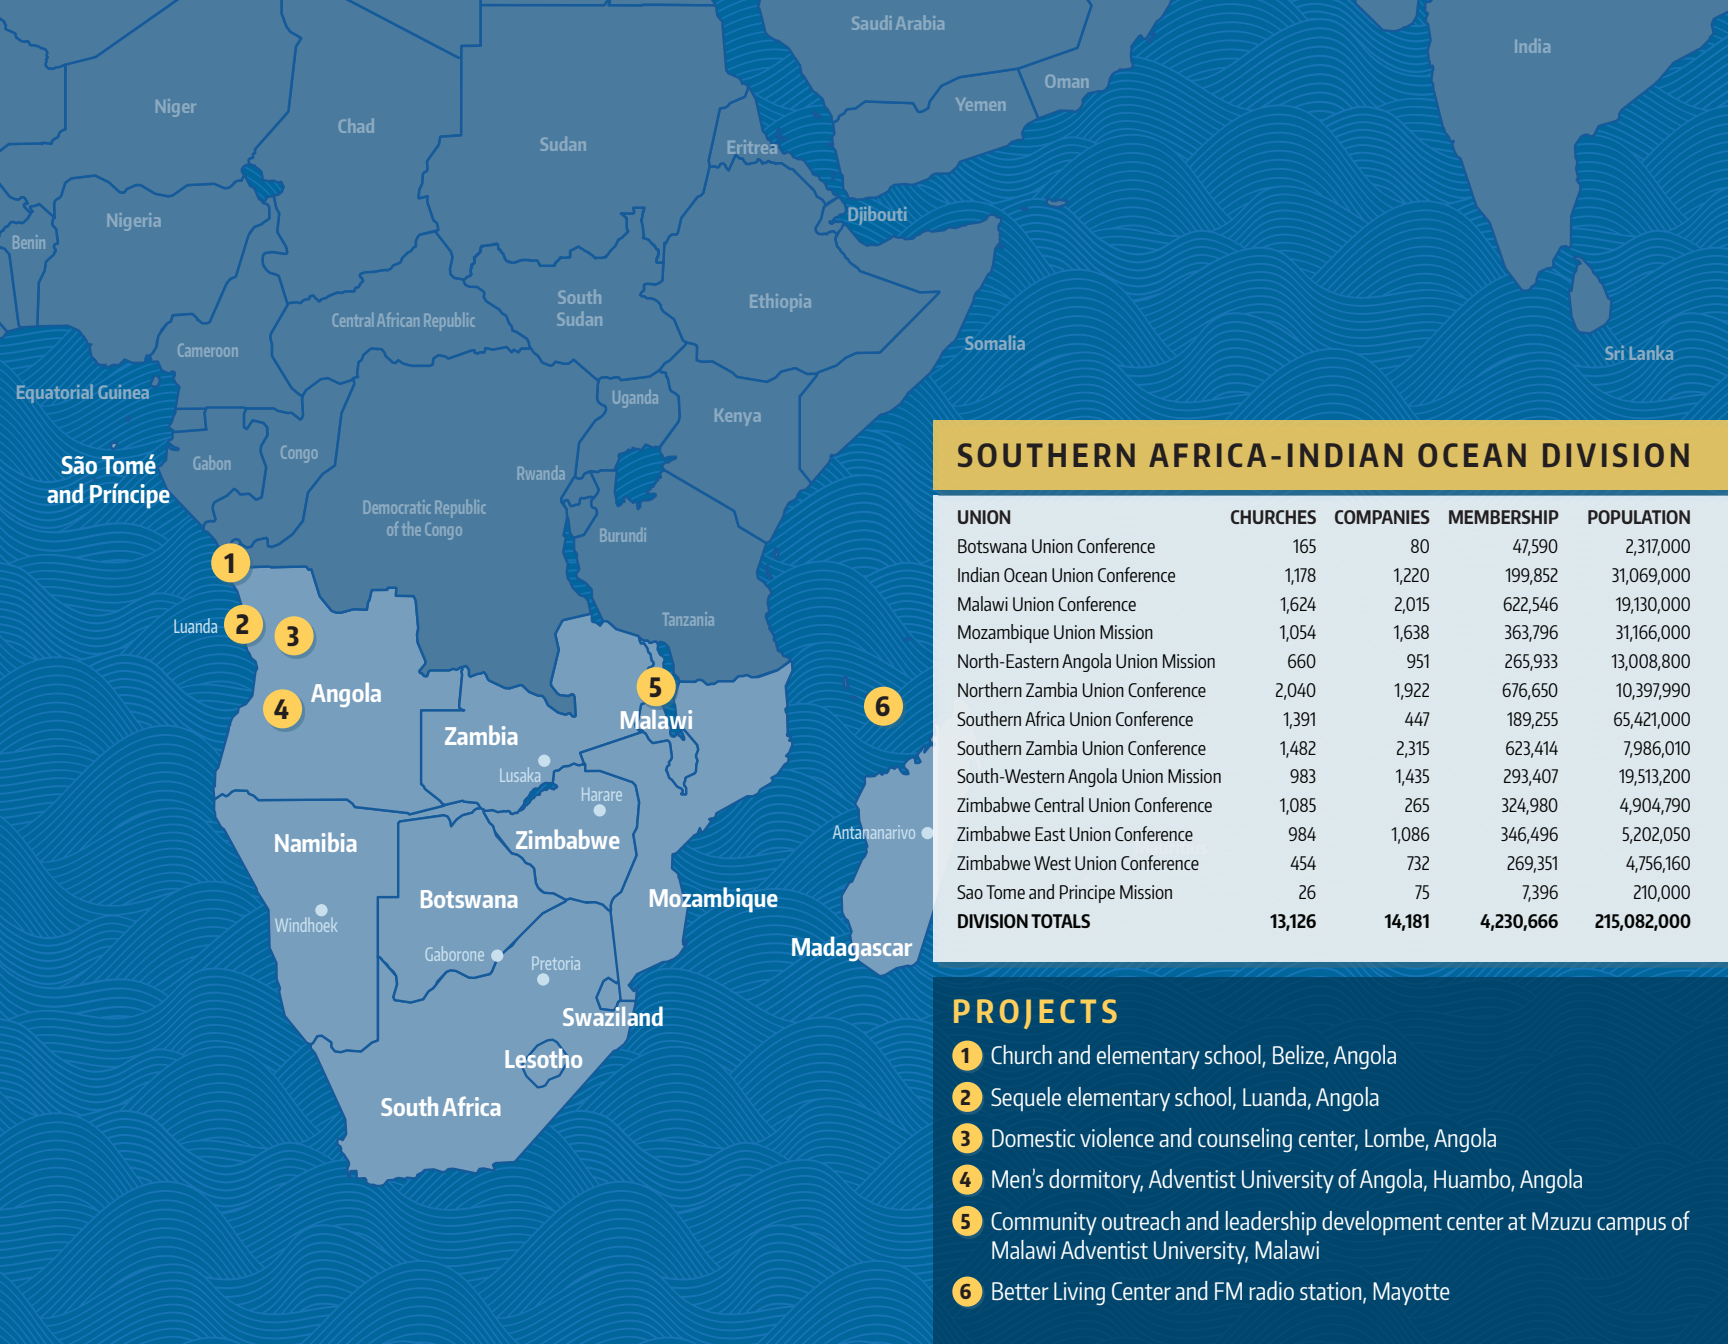 Saudi Arabia
India
Oman
Niger
Yemen
Chad
Sudan
Eritrea
Nigeria
Djibouti
Benin
South
Sudan
Ethiopia
Central African Republic
Somalia
Cameroon
Sri Lanka
Equatorial Guinea
Uganda
Kenya
Congo
Gabon
São Tomé
and Príncipe
Rwanda
Democratic Republic
of the Congo
Burundi
1
Luanda
2
3
Tanzania
Angola
4
5
Malawi
6
Zambia
Lusaka
Harare
Zimbabwe
Antananarivo
Namibia
Botswana
Mozambique
Windhoek
Madagascar
Gaborone
Pretoria
Swaziland
Lesotho
South Africa
SOUTHERN AFRICA-INDIAN OCEAN DIVISION
UNION CHURCHES COMPANIES MEMBERSHIP POPULATION
Botswana Union Conference 165 80 47,590 2,317,000
Indian Ocean Union Conference 1,178 1,220 199,852 31,069,000
Malawi Union Conference 1,624 2,015 622,546 19,130,000
Mozambique Union Mission 1,054 1,638 363,796 31,166,000
North-Eastern Angola Union Mission 660 951 265,933 13,008,800
Northern Zambia Union Conference 2,040 1,922 676,650 10,397,990
Southern Africa Union Conference 1,391 447 189,255 65,421,000
Southern Zambia Union Conference 1,482 2,315 623,414 7,986,010
South-Western Angola Union Mission 983 1,435 293,407 19,513,200
Zimbabwe Central Union Conference 1,085 265 324,980 4,904,790
Zimbabwe East Union Conference 984 1,086 346,496 5,202,050
Zimbabwe West Union Conference 454 732 269,351 4,756,160
Sao Tome and Principe Mission 26 75 7,396 210,000
DIVISION TOTALS 13,126 14,181 4,230,666 215,082,000
PROJECTS
1 Church and elementary school, Belize, Angola
2 Sequele elementary school, Luanda, Angola
3 Domestic violence and counseling center, Lombe, Angola
4 Men's dormitory, Adventist University of Angola, Huambo, Angola
5 Community outreach and leadership development center at Mzuzu campus of
Malawi Adventist University, Malawi
6 Better Living Center and FM radio station, Mayotte